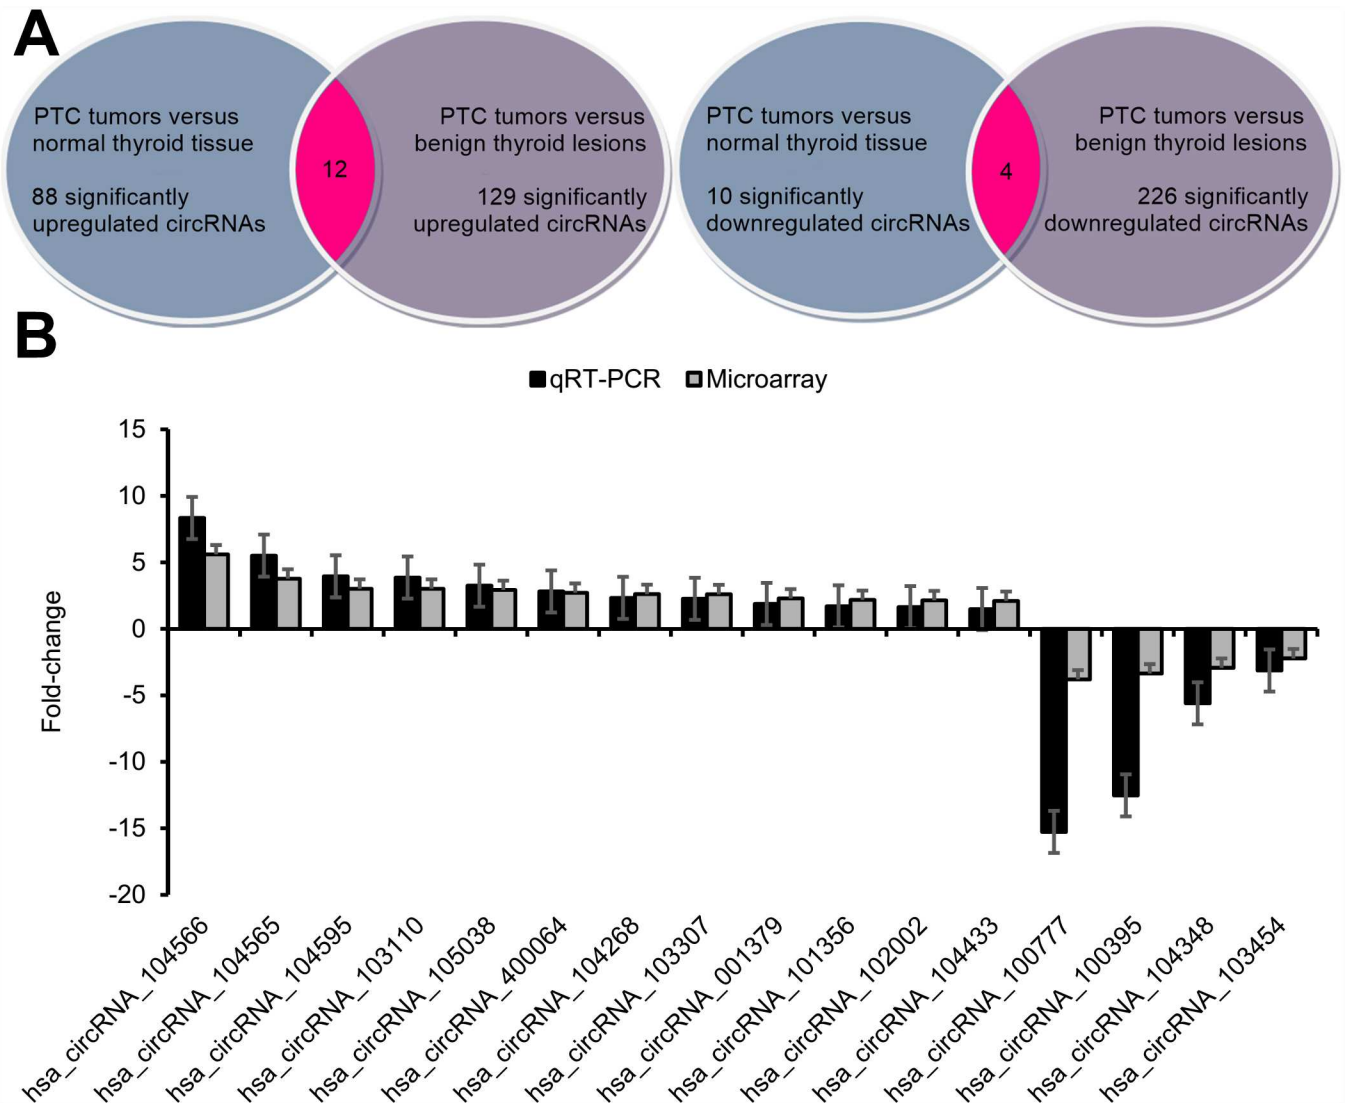 A
PTC tumors versus
normal thyroid tissue
88 significantly
upregulated circRNAs
12
PTC tumors versus
benign thyroid lesions
129 significantly
upregulated circRNAs
PTC tumors versus
normal thyroid tissue
10 significantly
downregulated circRNAs
4
PTC tumors versus
benign thyroid lesions
226 significantly
downregulated circRNAs
B
qRT-PCR
Microarray
Fold-change
15
10
5
0
-5
-10
-15
-20
hsa_circRNA_104566
hsa_circRNA_104565
hsa_circRNA_104595
hsa_circRNA_103110
hsa_circRNA_105038
hsa_circRNA_400064
hsa_circRNA_104268
hsa_circRNA_103307
hsa_circRNA_001379
hsa_circRNA_101356
hsa_circRNA_102002
hsa_circRNA_104433
hsa_circRNA_100777
hsa_circRNA_100395
hsa_circRNA_104348
hsa_circRNA_103454